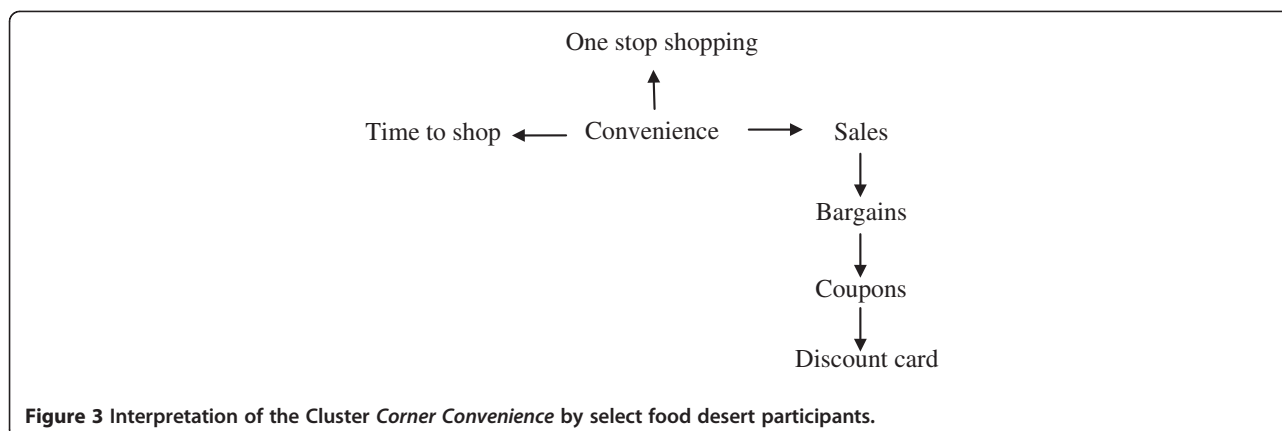 One stop shopping
Time to shop Convenience Sales
Bargains
Coupons
Discount card
Figure 3 Interpretation of the Cluster Corner Convenience by select food desert participants.